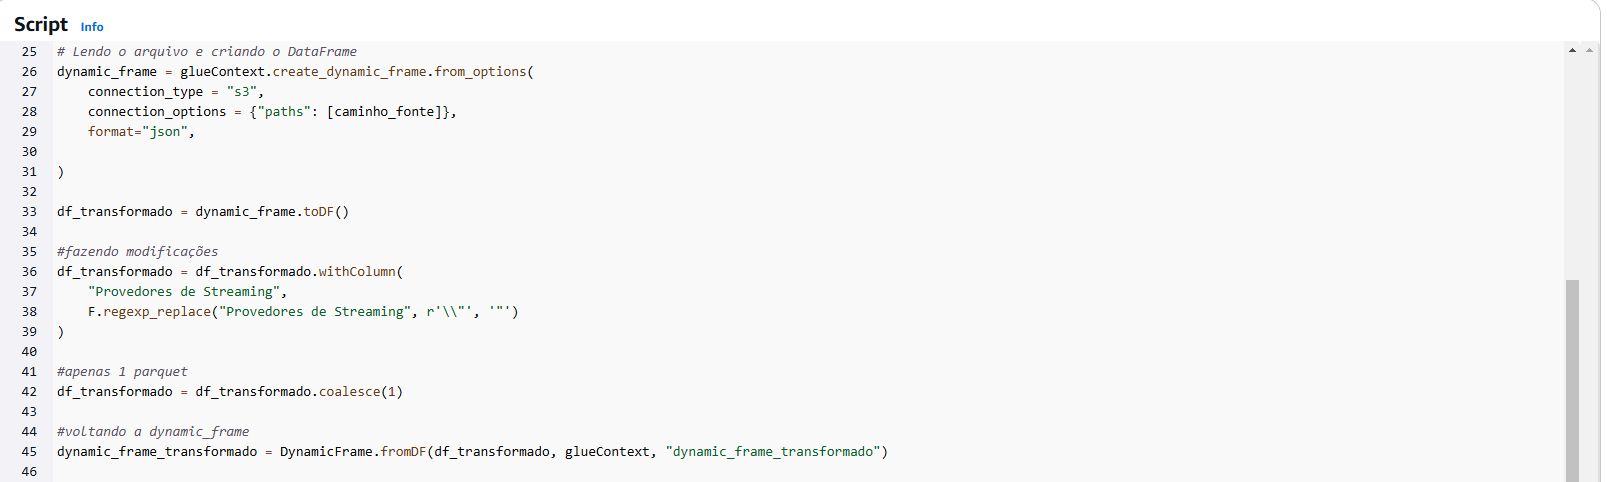 Script Info
25 # Lendo o arquivo e criando o DataFrame
26 dynamic_frame = glueContext.create_dynamic_frame.from_options(
27     connection_type = "s3",
28     connection_options = {"paths": [caminho_fonte]},
29     format="json",
30
31 )
32
33 df_transformado = dynamic_frame.toDF()
34
35 #fazendo modificações
36 df_transformado = df_transformado.withColumn(
37     "Provedores de Streaming",
38     F.regexp_replace("Provedores de Streaming", r'\\"', '"')
39 )
40
41 #apenas 1 parquet
42 df_transformado = df_transformado.coalesce(1)
43
44 #voltando a dynamic_frame
45 dynamic_frame_transformado = DynamicFrame.fromDF(df_transformado, glueContext, "dynamic_frame_transformado")
46